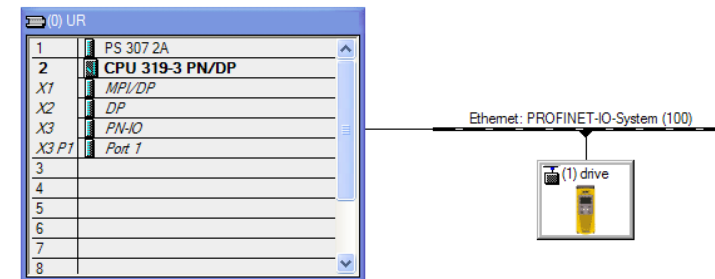 (0) UR
1 PS 307 2A
2 CPU 319-3 PN/DP
X1 MPI/DP
X2 DP
X3 PN-IO
X3 P1 Port 1
3
4
5
6
7
8
Ethernet: PROFINET-IO-System (100)
(1) drive